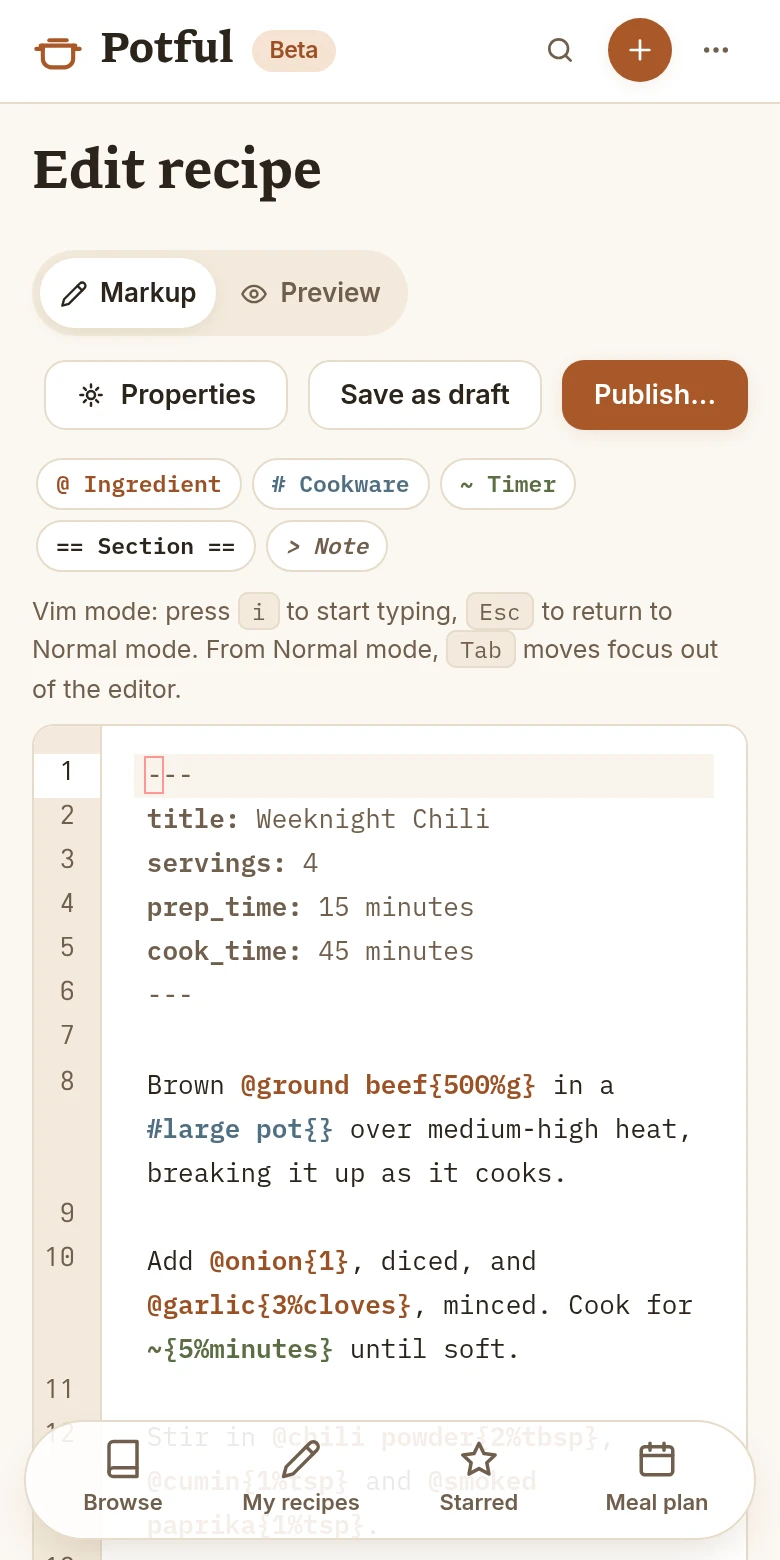 Potful Beta
Edit recipe
Markup Preview
Properties Save as draft Publish...
@ Ingredient # Cookware ~ Timer
== Section == > Note
Vim mode: press i to start typing, Esc to return to
Normal mode. From Normal mode, Tab moves focus out
of the editor.
1 ---
2 title: Weeknight Chili
3 servings: 4
4 prep_time: 15 minutes
5 cook_time: 45 minutes
6 ---
7
8 Brown @ground beef{500%g} in a
#large pot{} over medium-high heat,
breaking it up as it cooks.
9
10 Add @onion{1}, diced, and
@garlic{3%cloves}, minced. Cook for
~{5%minutes} until soft.
11
12 Stir in @chili powder{2%tbsp},
@cumin{1%tsp} and @smoked
paprika{1%tsp}.
Browse My recipes Starred Meal plan